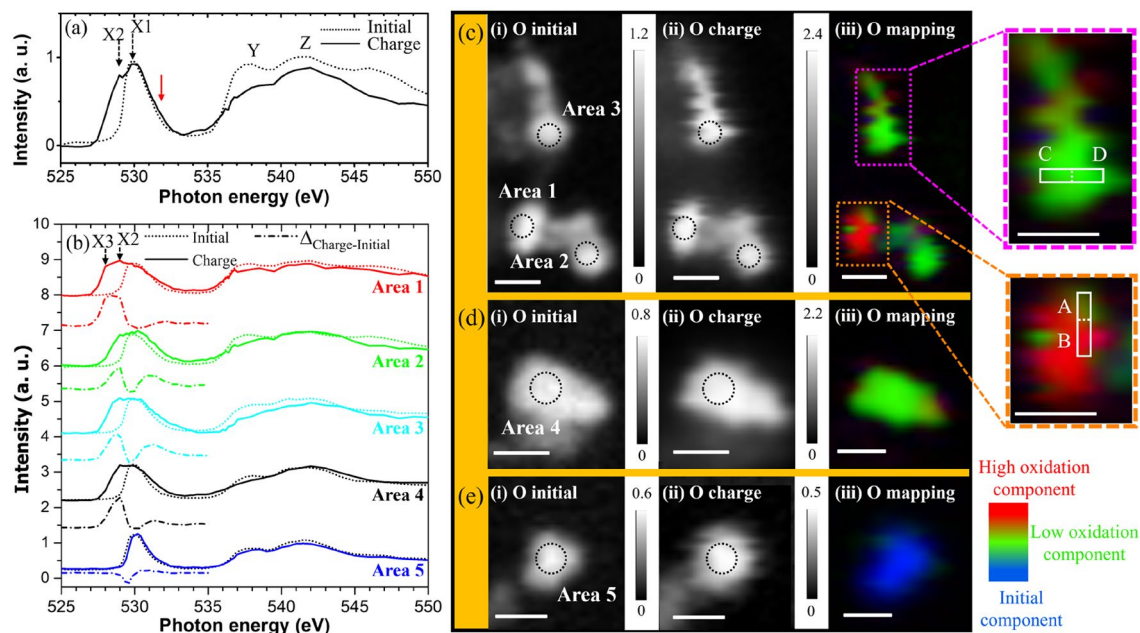 (a)
X2 X1
Initial
Charge
Y Z
Intensity (a. u.)
1
0
525 530 535 540 545 550
Photon energy (eV)
(b)
X3 X2
Initial
Charge
ΔCharge-Initial
Intensity (a. u.)
10
9
8
7
6
5
4
3
2
1
0
Area 1
Area 2
Area 3
Area 4
Area 5
525 530 535 540 545 550
Photon energy (eV)
(c)
(i) O initial
1.2
(ii) O charge
2.4
(iii) O mapping
Area 3
Area 1
Area 2
0
0
(d)
(i) O initial
0.8
(ii) O charge
2.2
(iii) O mapping
Area 4
0
0
(e)
(i) O initial
0.6
(ii) O charge
0.5
(iii) O mapping
Area 5
0
0
C D
A
B
High oxidation
component
Low oxidation
component
Initial
component